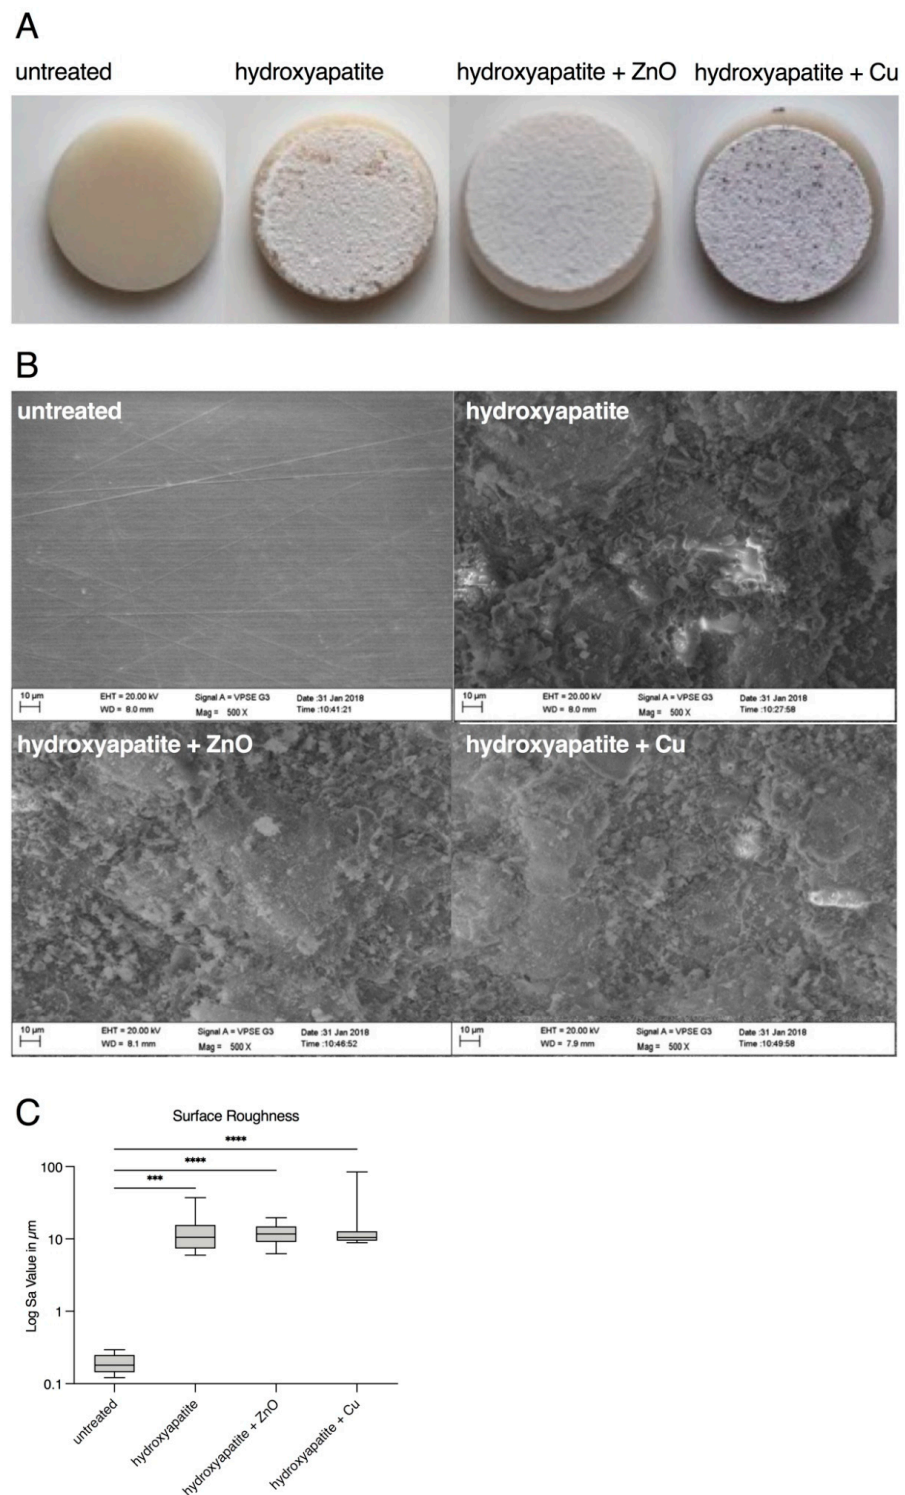 A
untreated hydroxyapatite hydroxyapatite + ZnO hydroxyapatite + Cu
B
untreated hydroxyapatite
10 µm EHT = 20.00 kV Signal A = VPSE G3 Date :31 Jan 2018
WD = 8.0 mm Mag = 500 X Time :10:41:21
10 µm EHT = 20.00 kV Signal A = VPSE G3 Date :31 Jan 2018
WD = 8.0 mm Mag = 500 X Time :10:27:58
hydroxyapatite + ZnO hydroxyapatite + Cu
10 µm EHT = 20.00 kV Signal A = VPSE G3 Date :31 Jan 2018
WD = 8.1 mm Mag = 500 X Time :10:46:52
10 µm EHT = 20.00 kV Signal A = VPSE G3 Date :31 Jan 2018
WD = 7.9 mm Mag = 500 X Time :10:49:58
C
Surface Roughness
****
****
***
Log Sa Value in µm
100
10
1
0.1
untreated
hydroxyapatite
hydroxyapatite + ZnO
hydroxyapatite + Cu